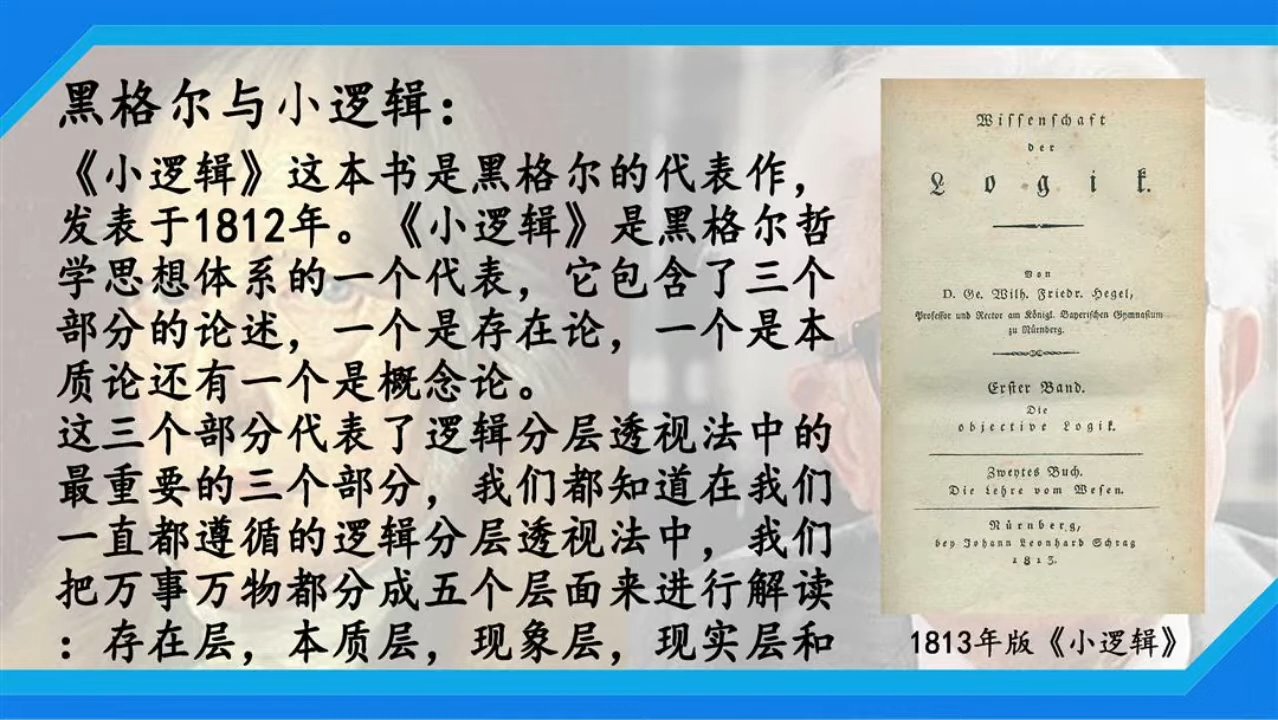 黑格尔与小逻辑：
《小逻辑》这本书是黑格尔的代表作，
发表于1812年。《小逻辑》是黑格尔哲
学思想体系的一个代表，它包含了三个
部分的论述，一个是存在论，一个是本
质论还有一个是概念论。
这三个部分代表了逻辑分层透视法中的
最重要的三个部分，我们都知道在我们
一直都遵循的逻辑分层透视法中，我们
把万事万物都分成五个层面来进行解读
：存在层，本质层，现象层，现实层和
Wissenschaft
der
Logik.
Von
D. Ge. Wilh. Friedr. Hegel,
Professor und Rector am Königl. Bayerischen Gymnasium
zu Nürnberg.
Erster Band.
Die
objective Logik.
Zweytes Buch.
Die Lehre vom Wesen.
Nürnberg,
bey Johann Leonhard Schrag
1813.
1813年版《小逻辑》